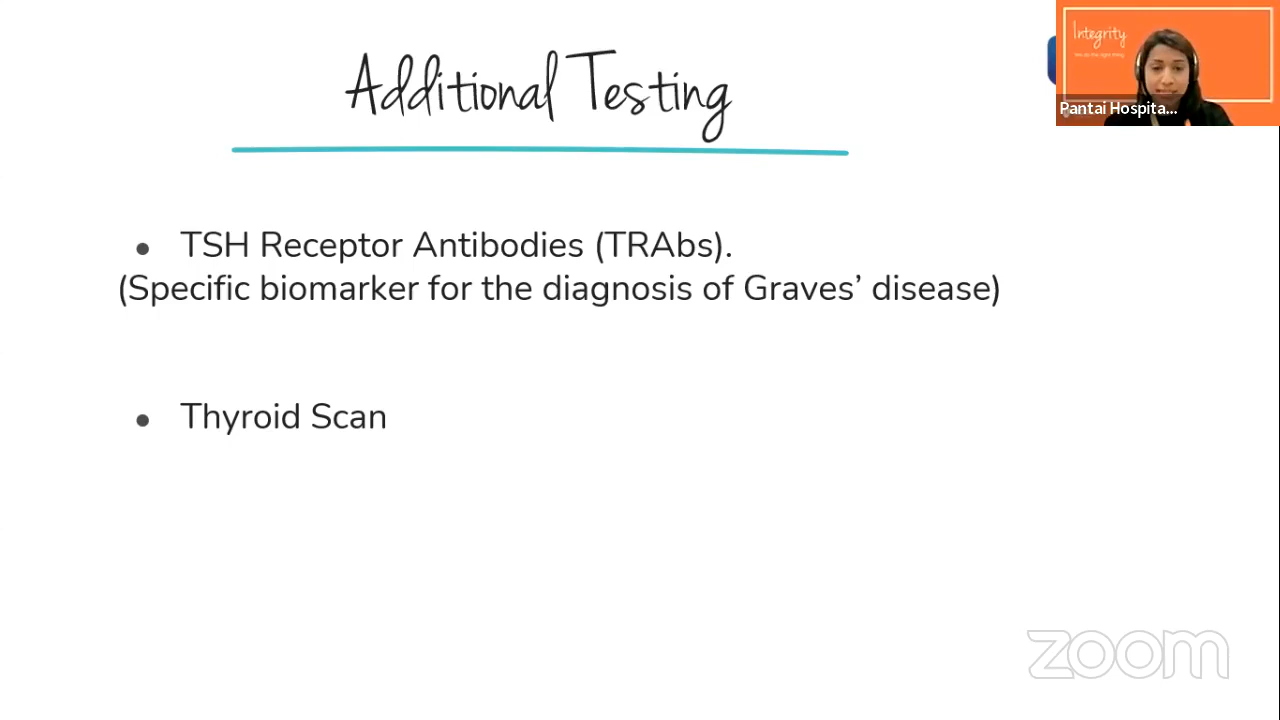 Additional Testing
Integrity
Pantai Hospita...
● TSH Receptor Antibodies (TRAbs).
(Specific biomarker for the diagnosis of Graves’ disease)
● Thyroid Scan
zoom